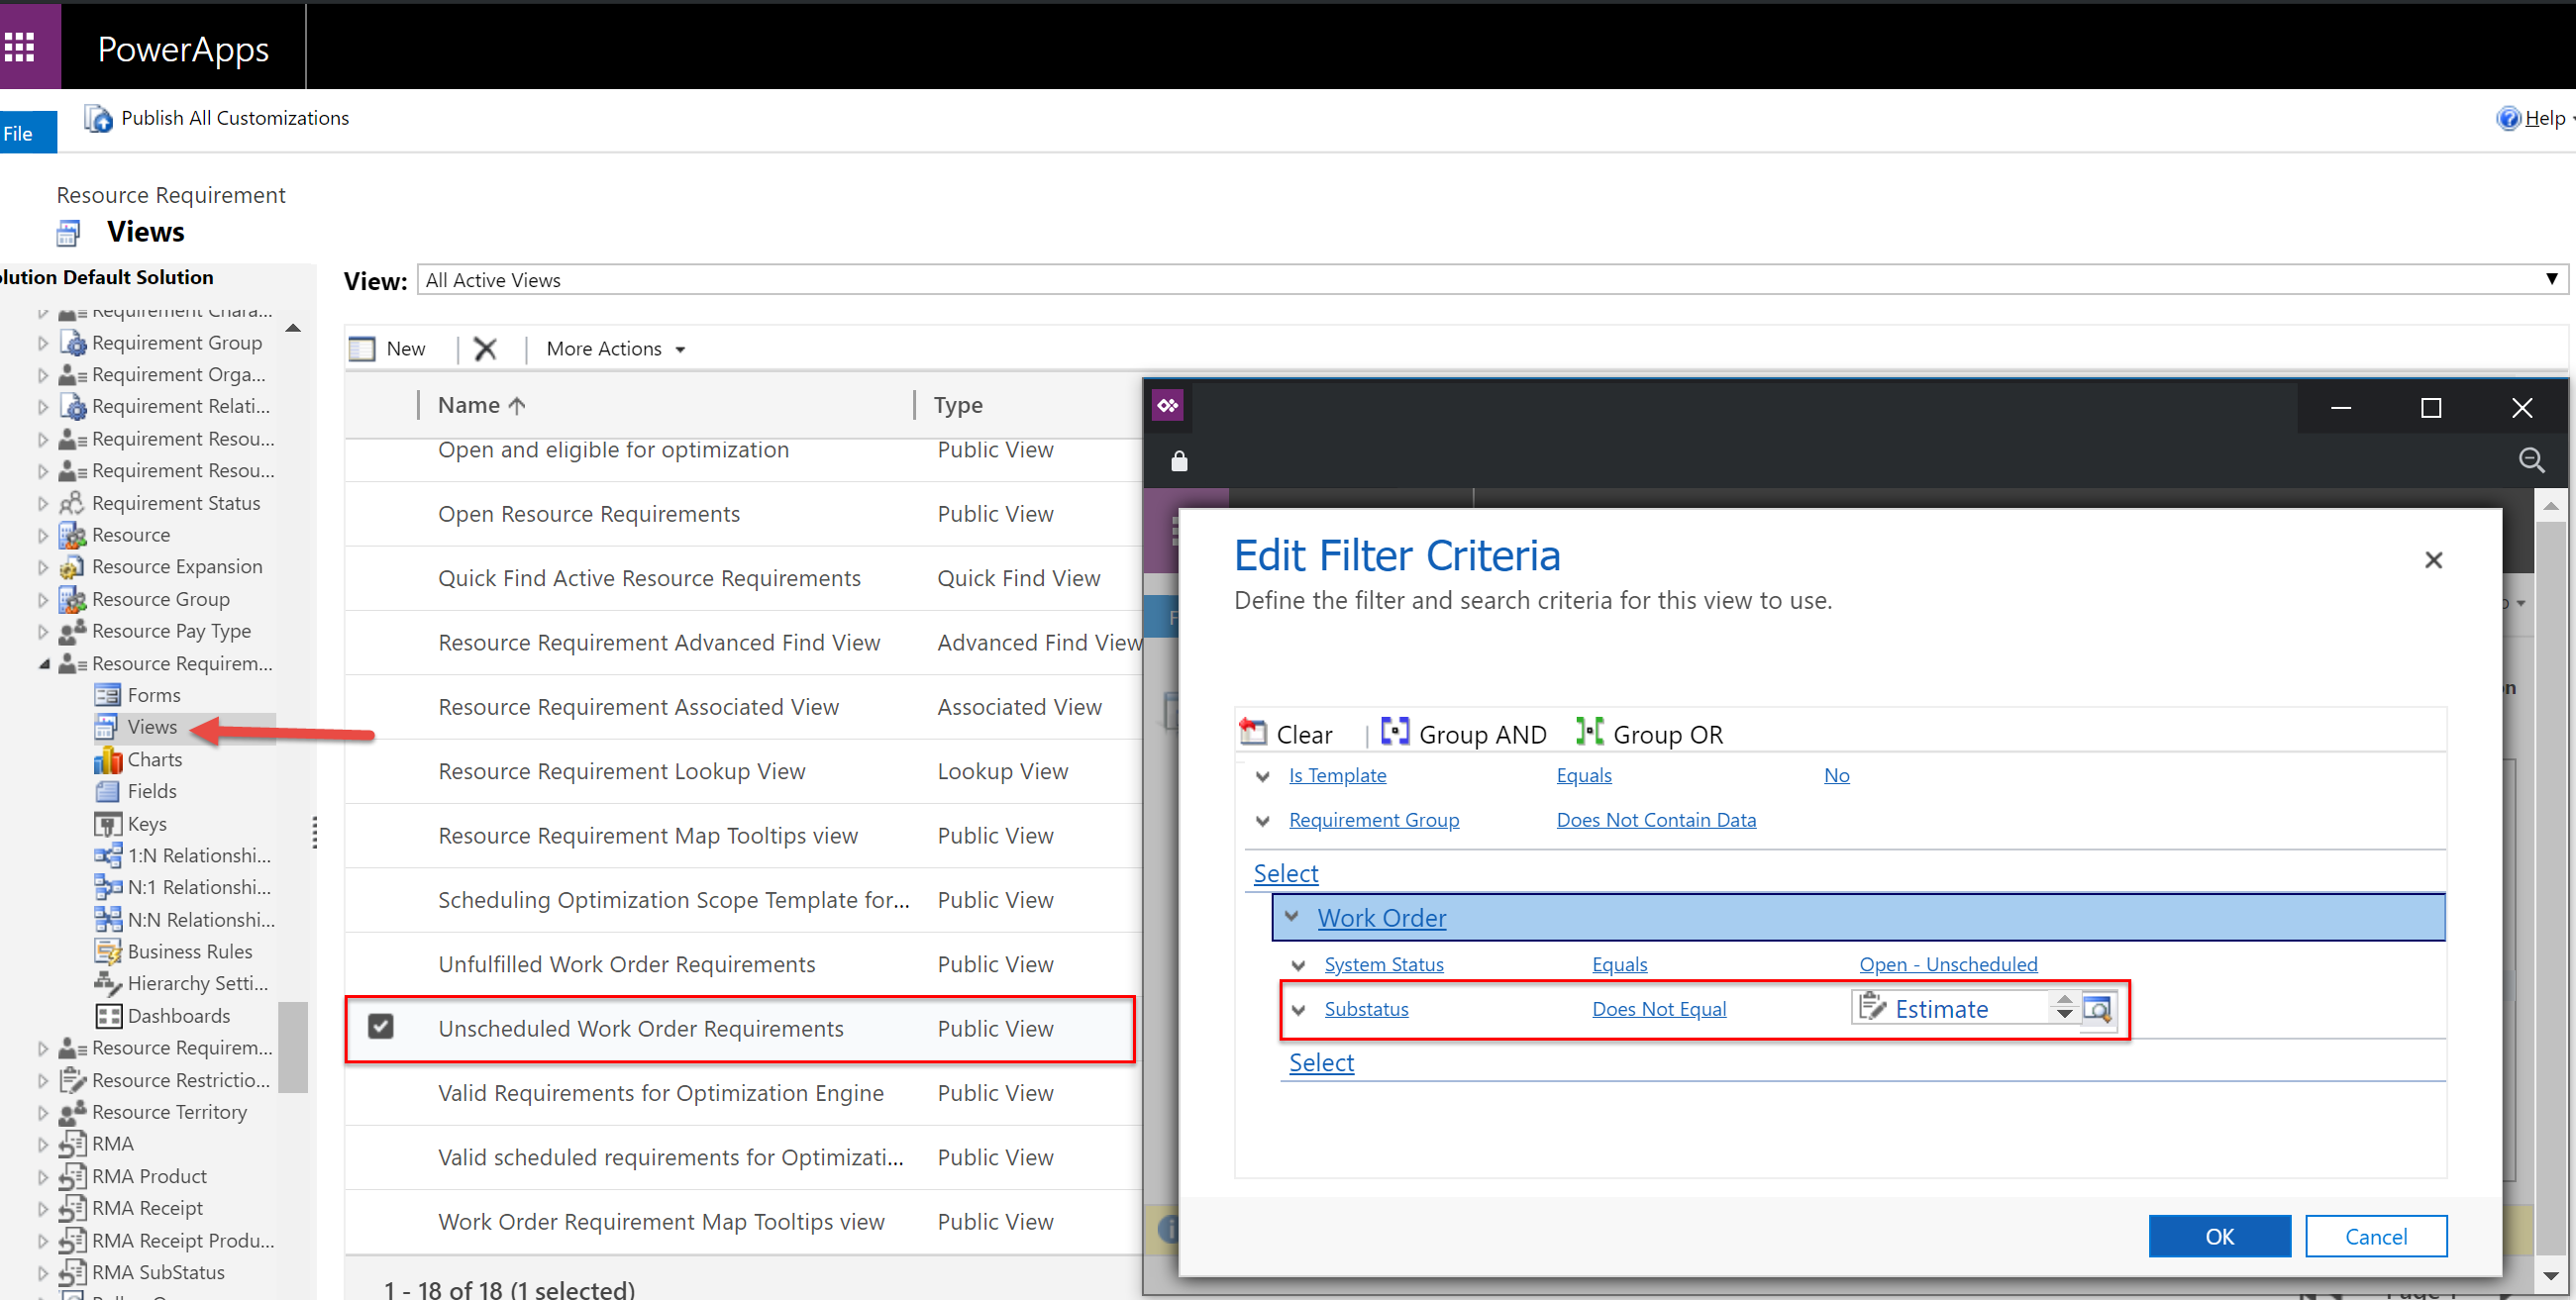 PowerApps
File
Publish All Customizations
Help
Resource Requirement
Views
olution Default Solution
View:
All Active Views
Requirement Chara...
Requirement Group
Requirement Orga...
Requirement Relati...
Requirement Resou...
Requirement Resou...
Requirement Status
Resource
Resource Expansion
Resource Group
Resource Pay Type
Resource Requirem...
Forms
Views
Charts
Fields
Keys
1:N Relationshi...
N:1 Relationshi...
N:N Relationshi...
Business Rules
Hierarchy Setti...
Dashboards
Resource Requirem...
Resource Restrictio...
Resource Territory
RMA
RMA Product
RMA Receipt
RMA Receipt Produ...
RMA SubStatus
New
More Actions
Name Type
Open and eligible for optimization Public View
Open Resource Requirements Public View
Quick Find Active Resource Requirements Quick Find View
Resource Requirement Advanced Find View Advanced Find View
Resource Requirement Associated View Associated View
Resource Requirement Lookup View Lookup View
Resource Requirement Map Tooltips view Public View
Scheduling Optimization Scope Template for... Public View
Unfulfilled Work Order Requirements Public View
Unscheduled Work Order Requirements Public View
Valid Requirements for Optimization Engine Public View
Valid scheduled requirements for Optimizati... Public View
Work Order Requirement Map Tooltips view Public View
1 - 18 of 18 (1 selected)
Edit Filter Criteria
Define the filter and search criteria for this view to use.
Clear Group AND Group OR
Is Template Equals No
Requirement Group Does Not Contain Data
Select
Work Order
System Status Equals Open - Unscheduled
Substatus Does Not Equal Estimate
Select
OK Cancel